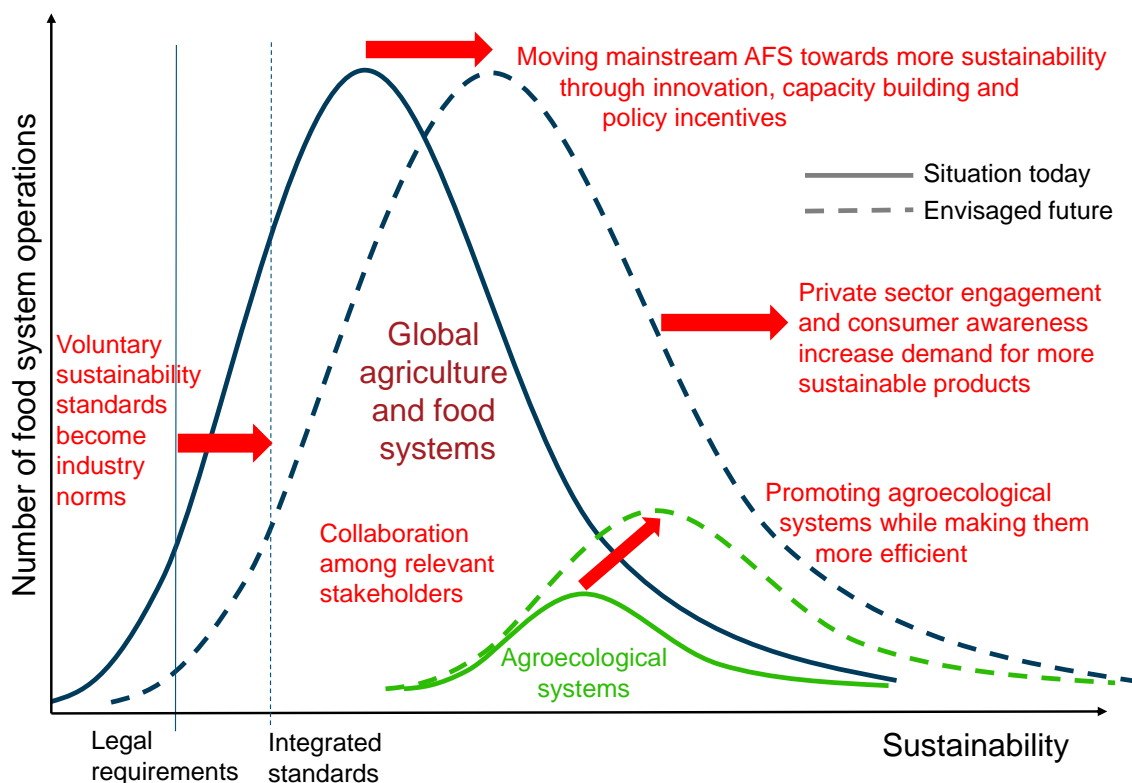 Number of food system operations
Moving mainstream AFS towards more sustainability
through innovation, capacity building and
policy incentives
Situation today
Envisaged future
Private sector engagement
and consumer awareness
increase demand for more
sustainable products
Voluntary
sustainability
standards
become
industry
norms
Global
agriculture
and food
systems
Promoting agroecological
systems while making them
more efficient
Collaboration
among relevant
stakeholders
Agroecological
systems
Legal
requirements
Integrated
standards
Sustainability